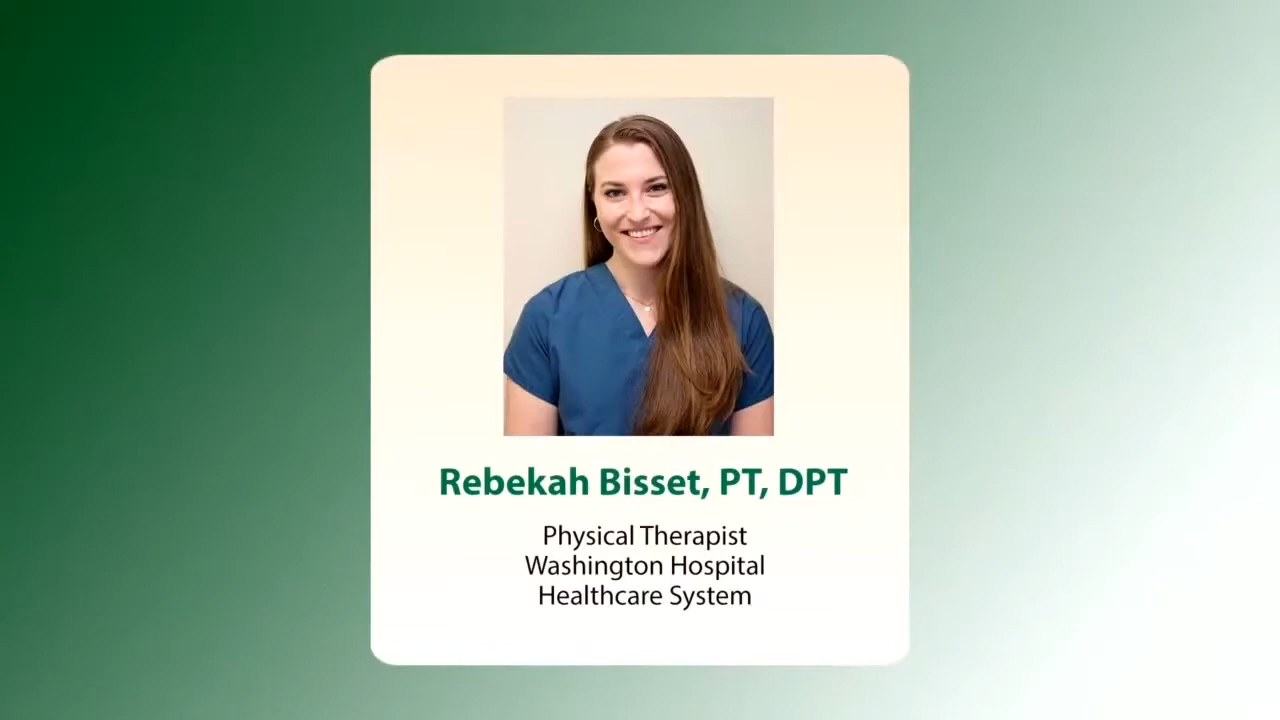 Rebekah Bisset, PT, DPT
Physical Therapist
Washington Hospital
Healthcare System